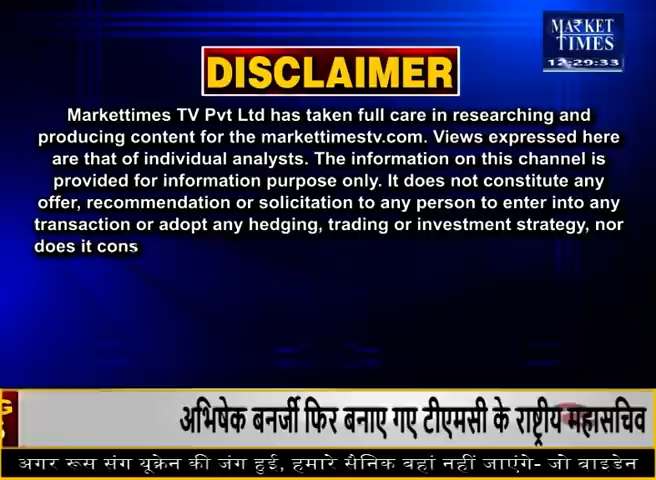 MARKET
TIMES
12:29:33
DISCLAIMER
Markettimes TV Pvt Ltd has taken full care in researching and
producing content for the markettimestv.com. Views expressed here
are that of individual analysts. The information on this channel is
provided for information purpose only. It does not constitute any
offer, recommendation or solicitation to any person to enter into any
transaction or adopt any hedging, trading or investment strategy, nor
does it cons
अभिषेक बनर्जी फिर बनाए गए टीएमसी के राष्ट्रीय महासचिव
अगर रूस संग यूक्रेन की जंग हुई, हमारे सैनिक वहां नहीं जाएंगे- जो बाइडेन